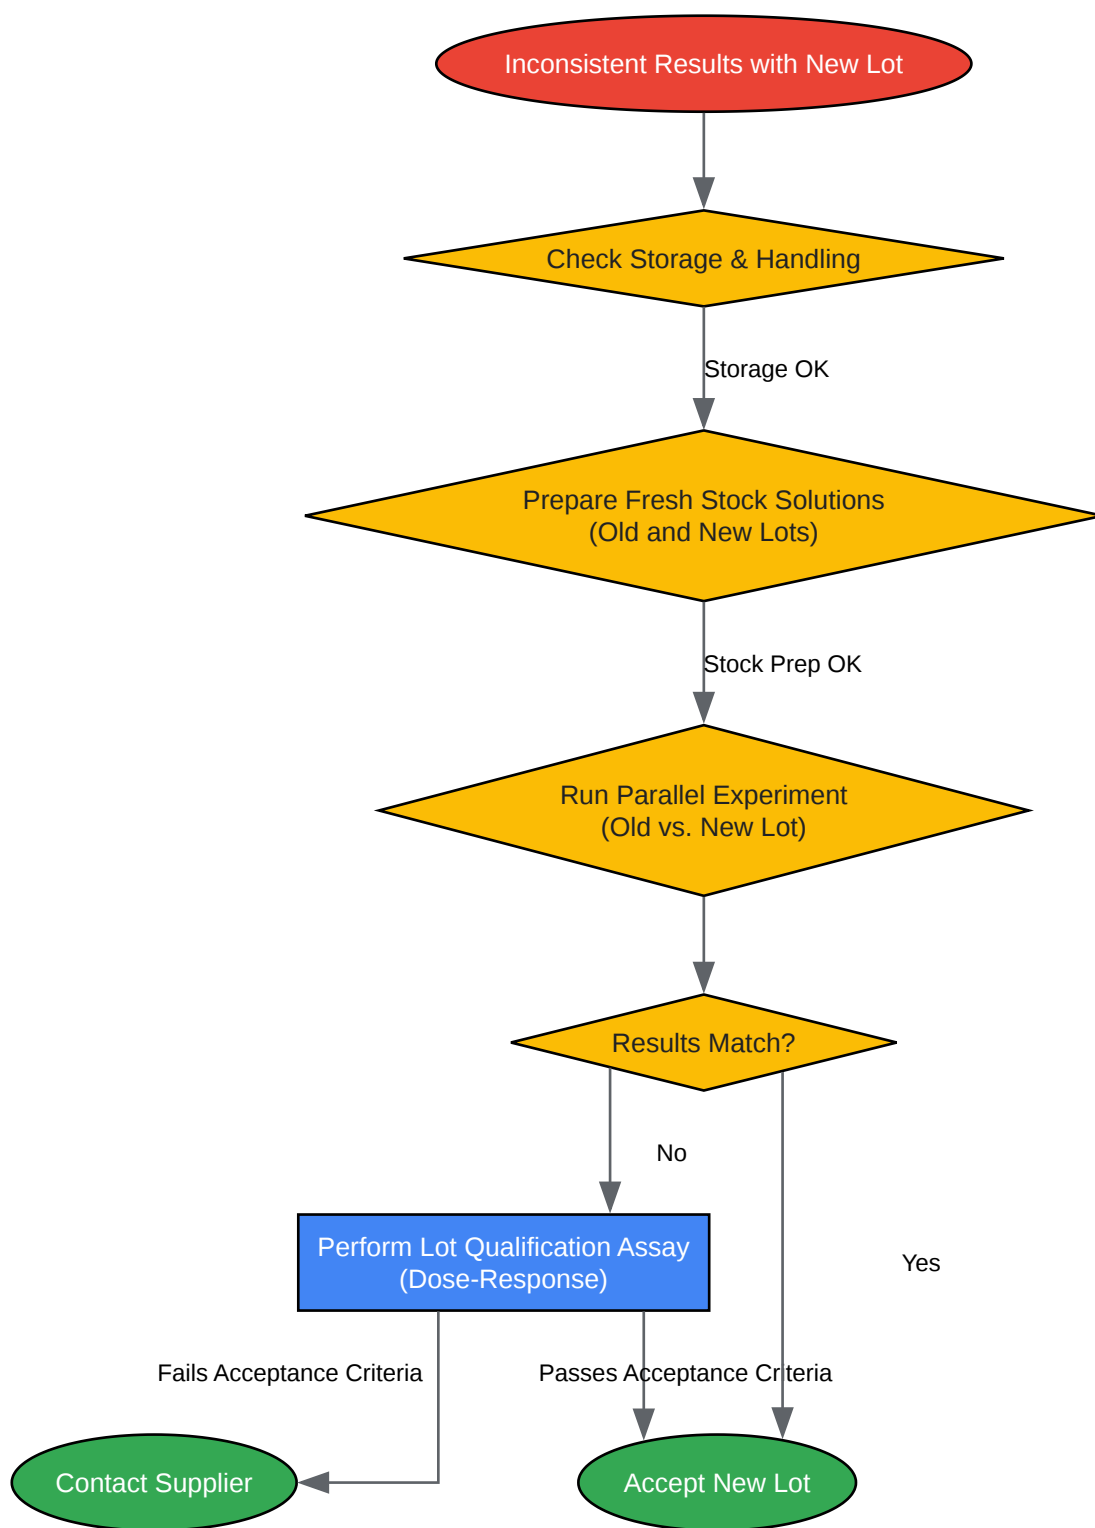 Inconsistent Results with New Lot
Check Storage & Handling
Storage OK
Prepare Fresh Stock Solutions
(Old and New Lots)
Stock Prep OK
Run Parallel Experiment
(Old vs. New Lot)
Results Match?
No
Perform Lot Qualification Assay
(Dose-Response)
Yes
Fails Acceptance Criteria
Passes Acceptance Criteria
Contact Supplier
Accept New Lot